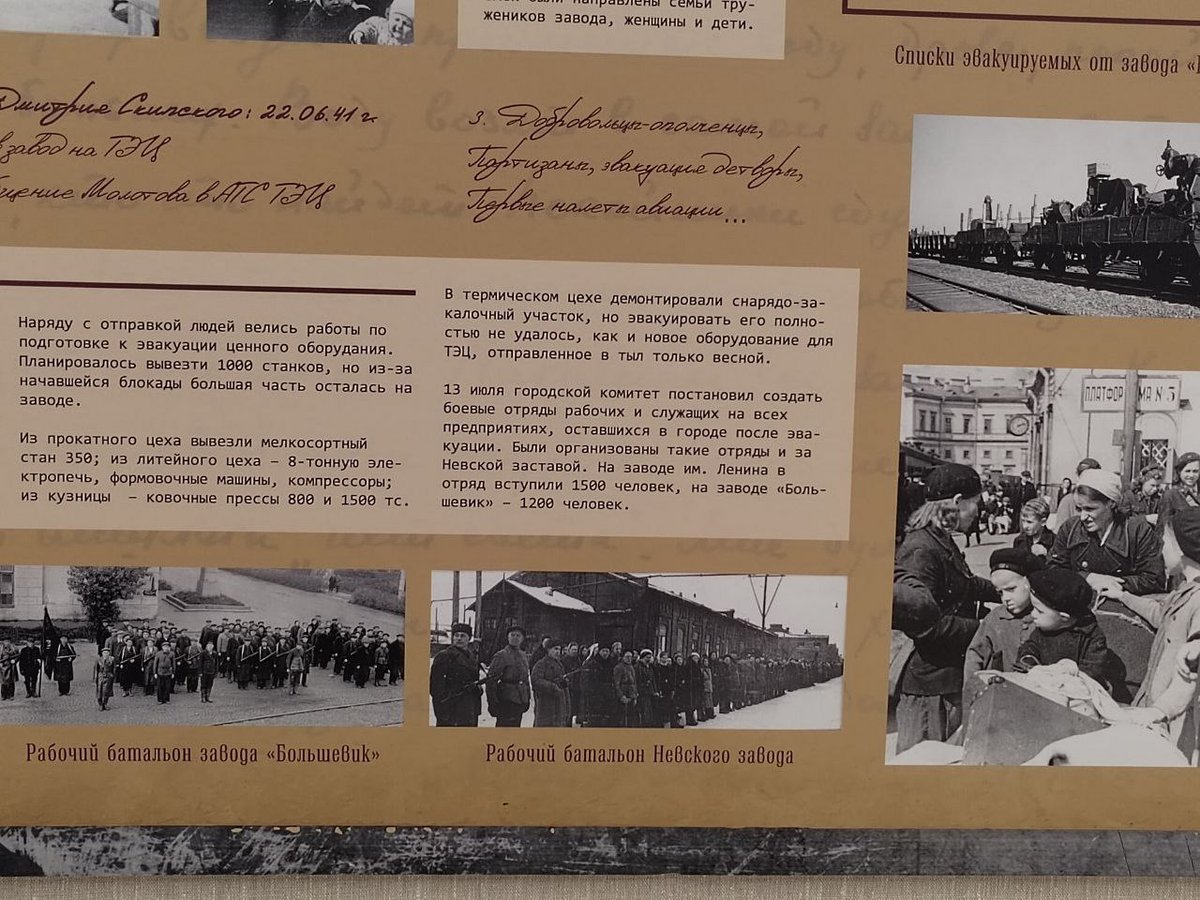 были направлены семьи тру-
жеников завода, женщины и дети.
Списки эвакуируемых от завода
Дмитрия Скипского: 22.06.41 г.
завод на ТЭЦ
Молотова в АТС ТЭЦ
3. Добровольцы-ополченцы,
Партизаны, эвакуация детворы,
Первые налеты авиации...
Наряду с отправкой людей велись работы по
подготовке к эвакуации ценного оборудания.
Планировалось вывезти 1000 станков, но из-за
начавшейся блокады большая часть осталась на
заводе.
Из прокатного цеха вывезли мелкосортный
стан 350; из литейного цеха – 8-тонную эле-
ктропечь, формовочные машины, компрессоры;
из кузницы – ковочные прессы 800 и 1500 тс.
В термическом цехе демонтировали снарядо-за-
калочный участок, но эвакуировать его полно-
стью не удалось, как и новое оборудование для
ТЭЦ, отправленное в тыл только весной.
13 июля городской комитет постановил создать
боевые отряды рабочих и служащих на всех
предприятиях, оставшихся в городе после эва-
куации. Были организованы такие отряды и за
Невской заставой. На заводе им. Ленина в
отряд вступили 1500 человек, на заводе «Боль-
шевик» – 1200 человек.
ПЛАТФОРМА N 3
Рабочий батальон завода «Большевик»
Рабочий батальон Невского завода